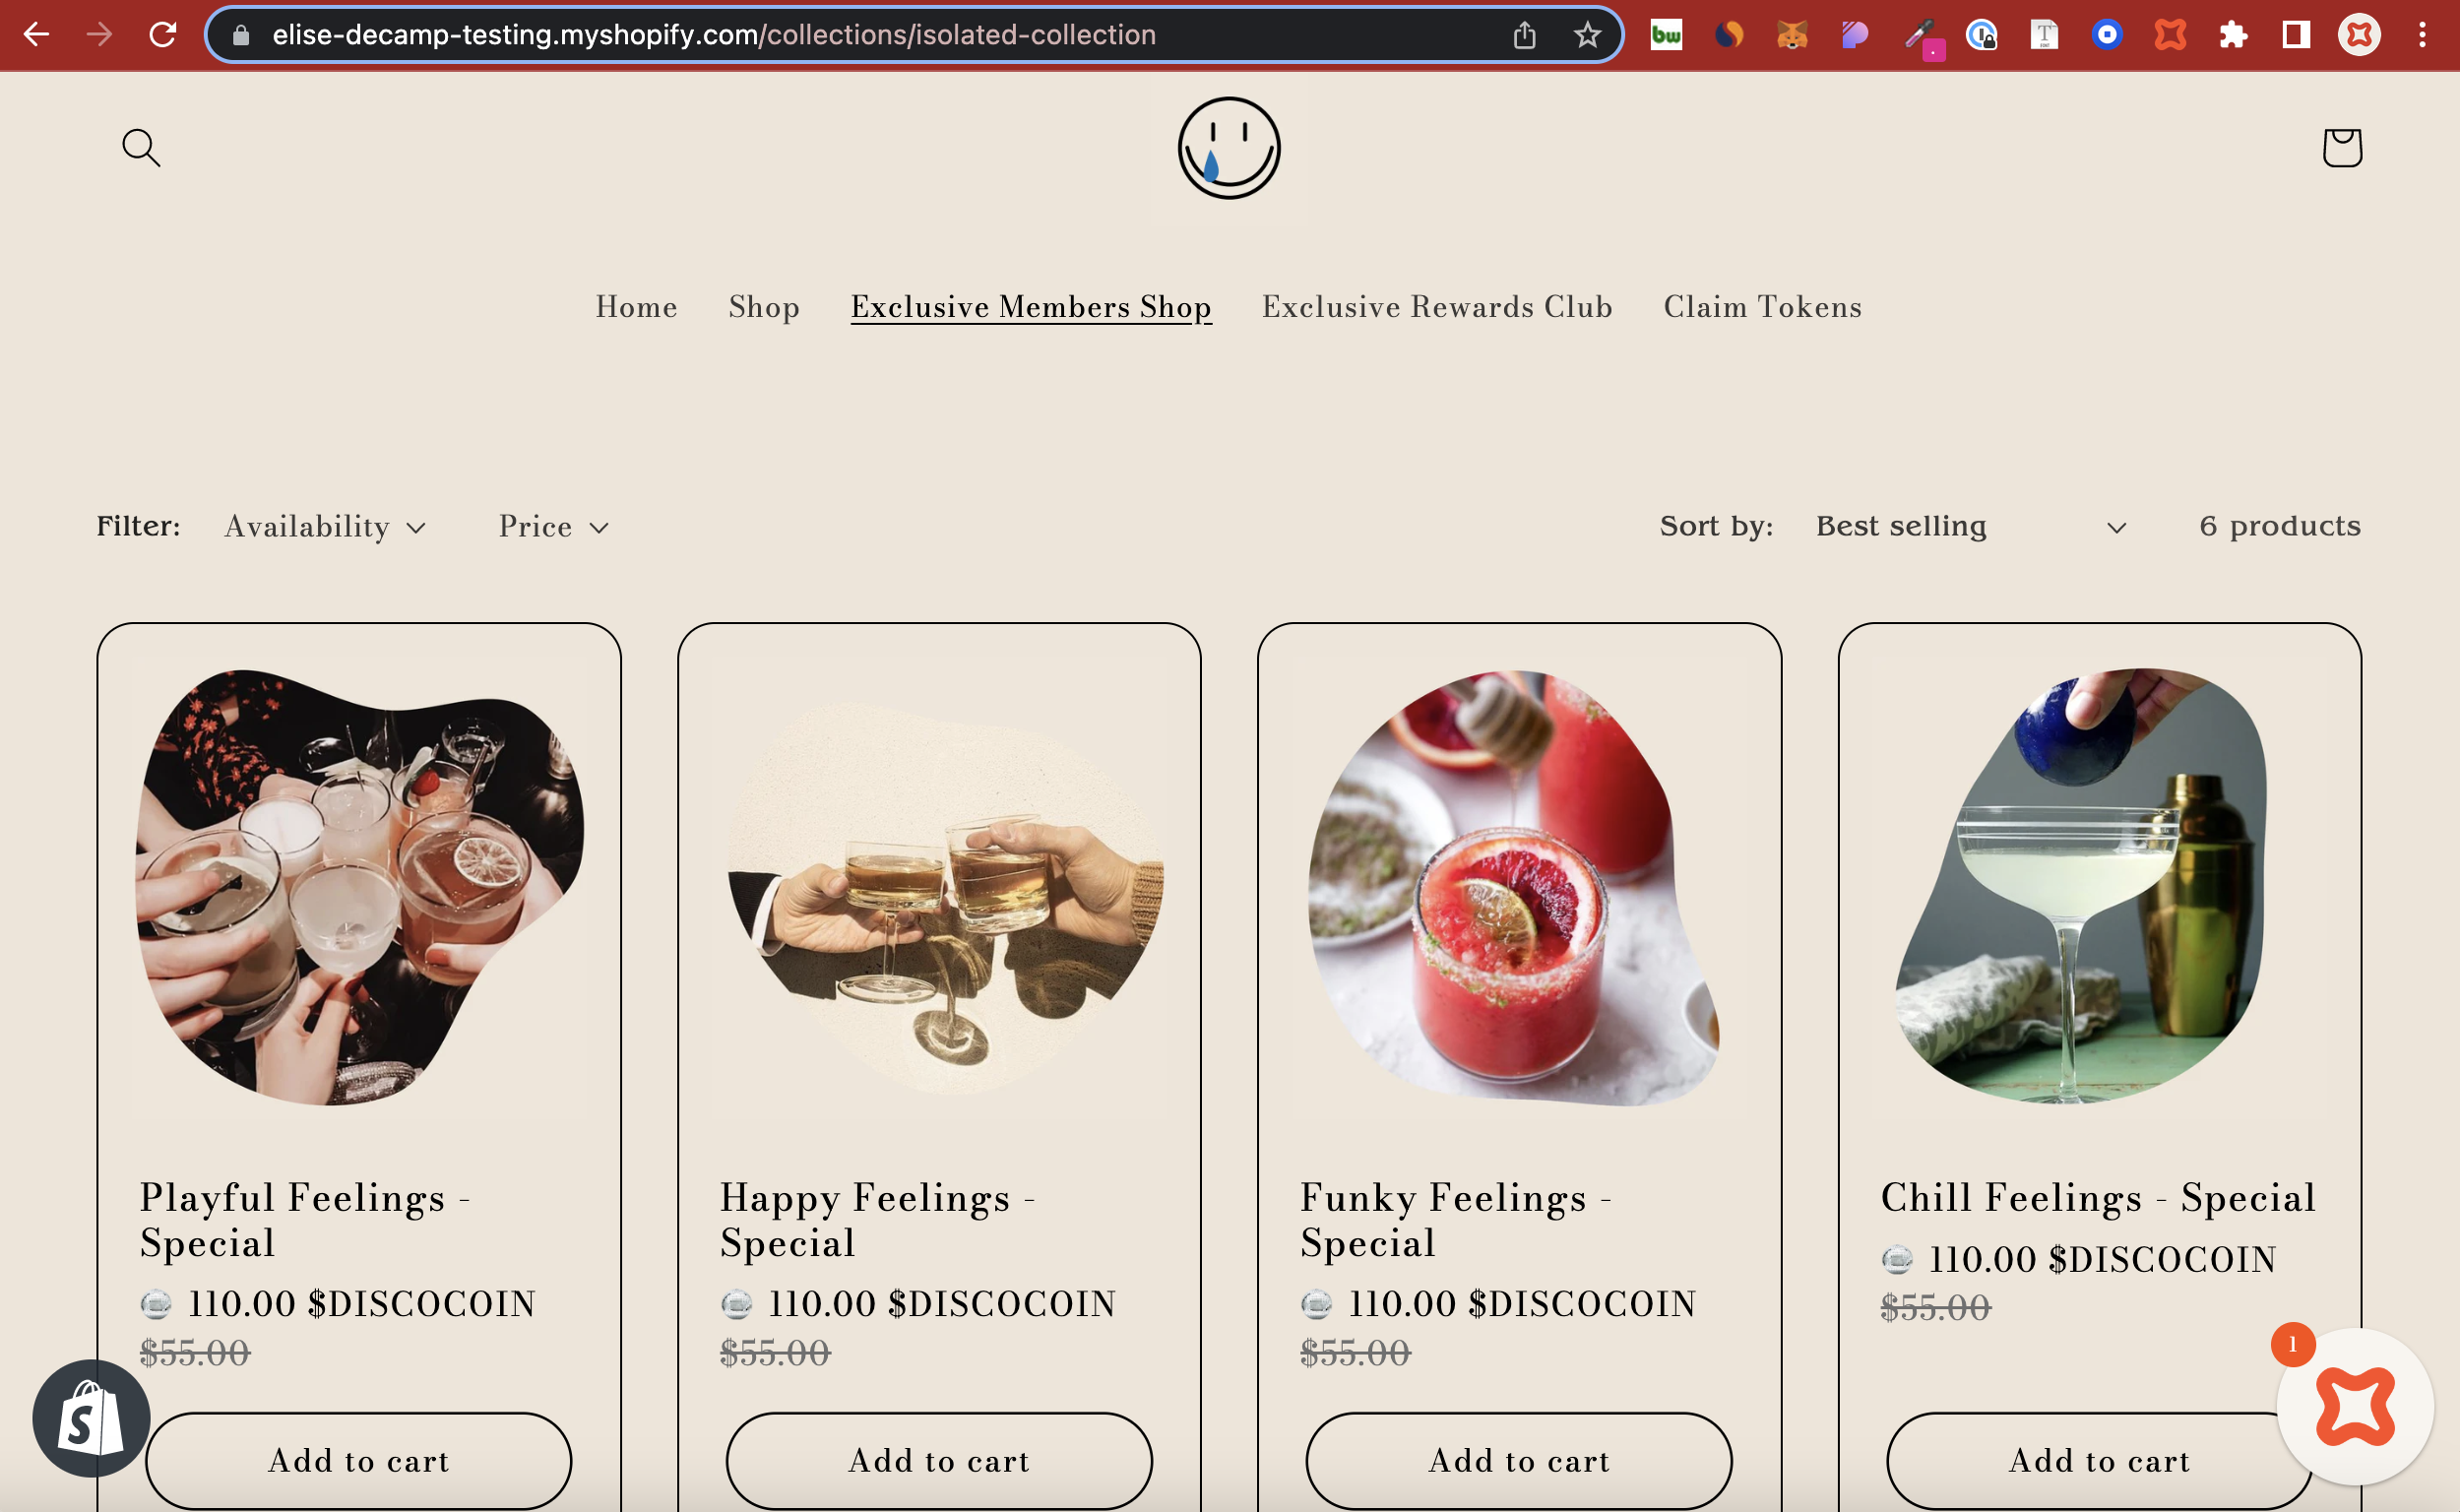 elise-decamp-testing.myshopify.com/collections/isolated-collection
bw
Home Shop Exclusive Members Shop Exclusive Rewards Club Claim Tokens
Filter: Availability Price Sort by: Best selling 6 products
Playful Feelings -
Special
110.00 $DISCOCOIN
$55.00
Add to cart
Happy Feelings -
Special
110.00 $DISCOCOIN
$55.00
Add to cart
Funky Feelings -
Special
110.00 $DISCOCOIN
$55.00
Add to cart
Chill Feelings - Special
110.00 $DISCOCOIN
$55.00
Add to cart
1